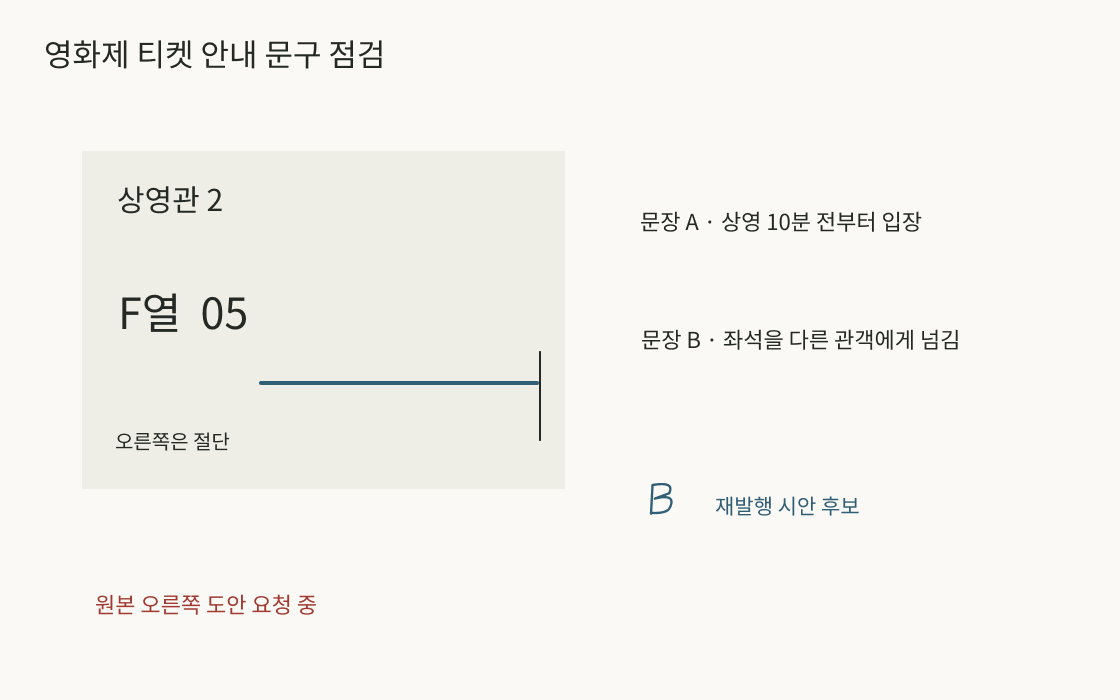 영화제 티켓 안내 문구 점검
상영관 2
F열 05
오른쪽은 절단
문장 A · 상영 10분 전부터 입장
문장 B · 좌석을 다른 관객에게 넘김
B 재발행 시안 후보
원본 오른쪽 도안 요청 중